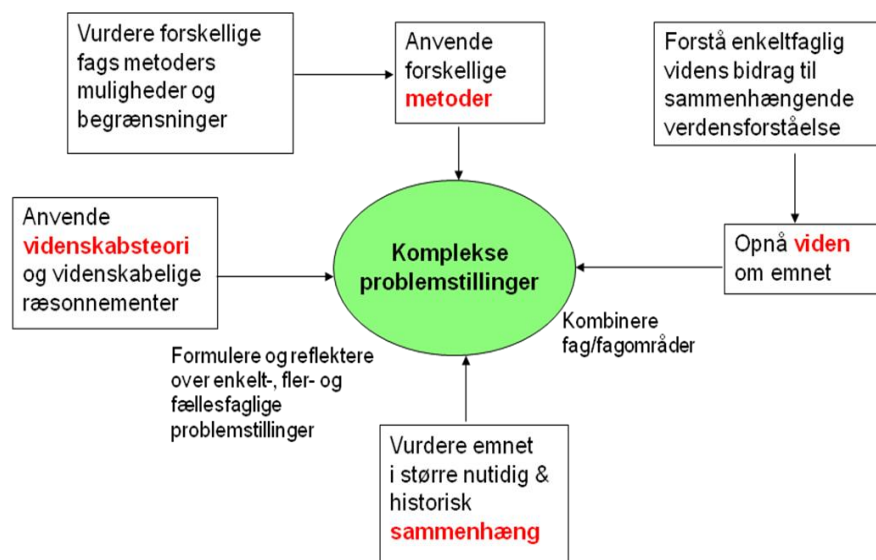 Vurdere forskellige
fags metoders
muligheder og
begrænsninger
Anvende
forskellige
metoder
Forstå enkeltfaglig
videns bidrag til
sammenhængende
verdensforståelse
Anvende
videnskabsteori
og videnskabelige
ræsonnementer
Komplekse
problemstillinger
Opnå viden
om emnet
Kombinere
fag/fagområder
Formulere og reflektere
over enkelt-, fler- og
fællesfaglige
problemstillinger
Vurdere emnet
i større nutidig &
historisk
sammenhæng